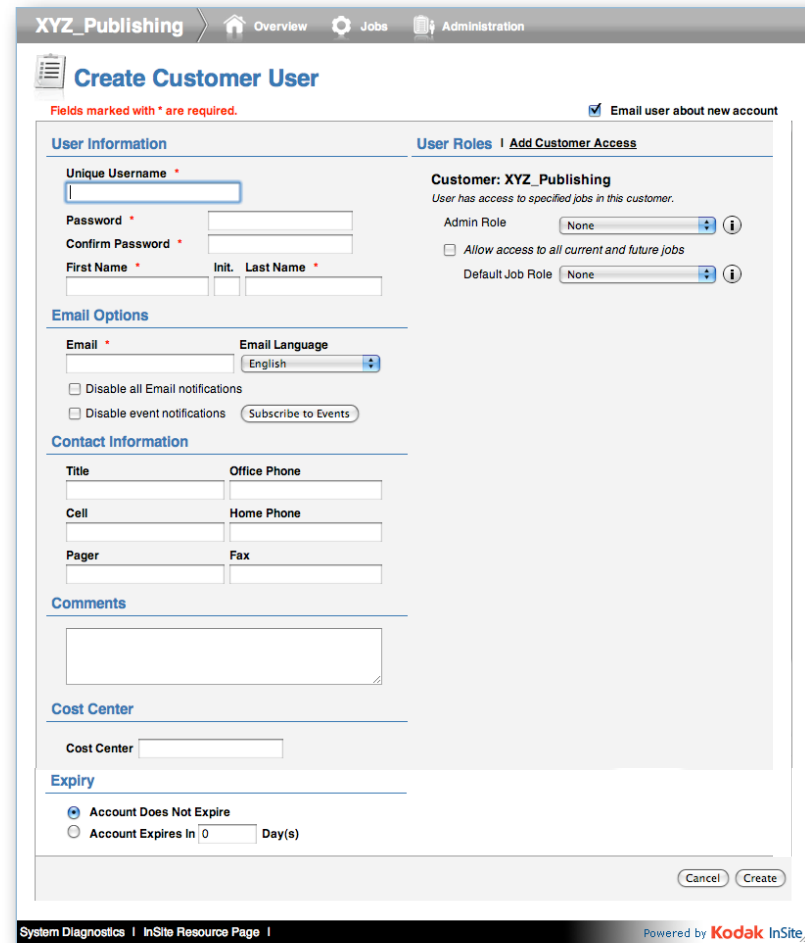 XYZ_Publishing Overview Jobs Administration
Create Customer User
Fields marked with * are required.
Email user about new account
User Information
Unique Username *
Password *
Confirm Password *
First Name * Init. Last Name *
Email Options
Email * Email Language
English
Disable all Email notifications
Disable event notifications Subscribe to Events
Contact Information
Title Office Phone
Cell Home Phone
Pager Fax
Comments
Cost Center
Cost Center
Expiry
Account Does Not Expire
Account Expires In 0 Day(s)
User Roles | Add Customer Access
Customer: XYZ_Publishing
User has access to specified jobs in this customer.
Admin Role None i
Allow access to all current and future jobs
Default Job Role None i
Cancel Create
System Diagnostics | InSite Resource Page |
Powered by Kodak InSite